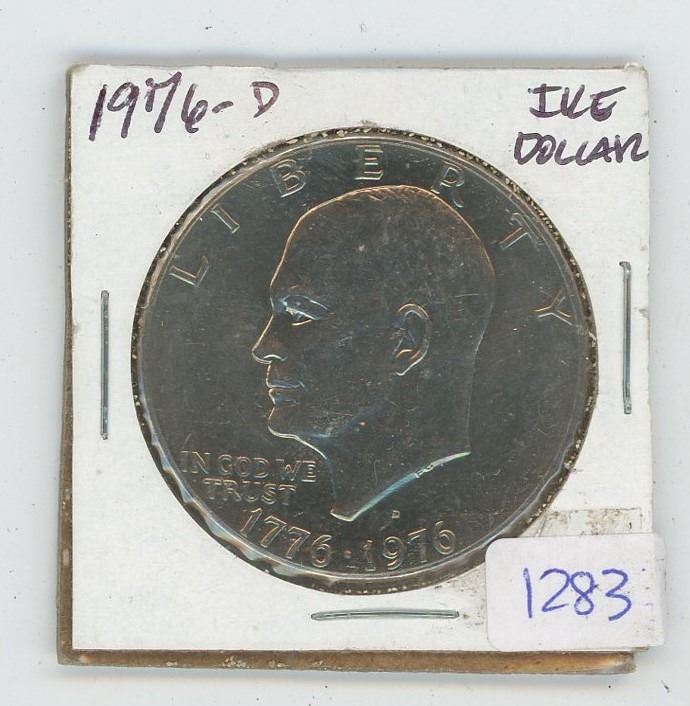 1976-D
IKE
DOLLAR
LIBERTY
IN GOD WE
TRUST
D
1776·1976
1283